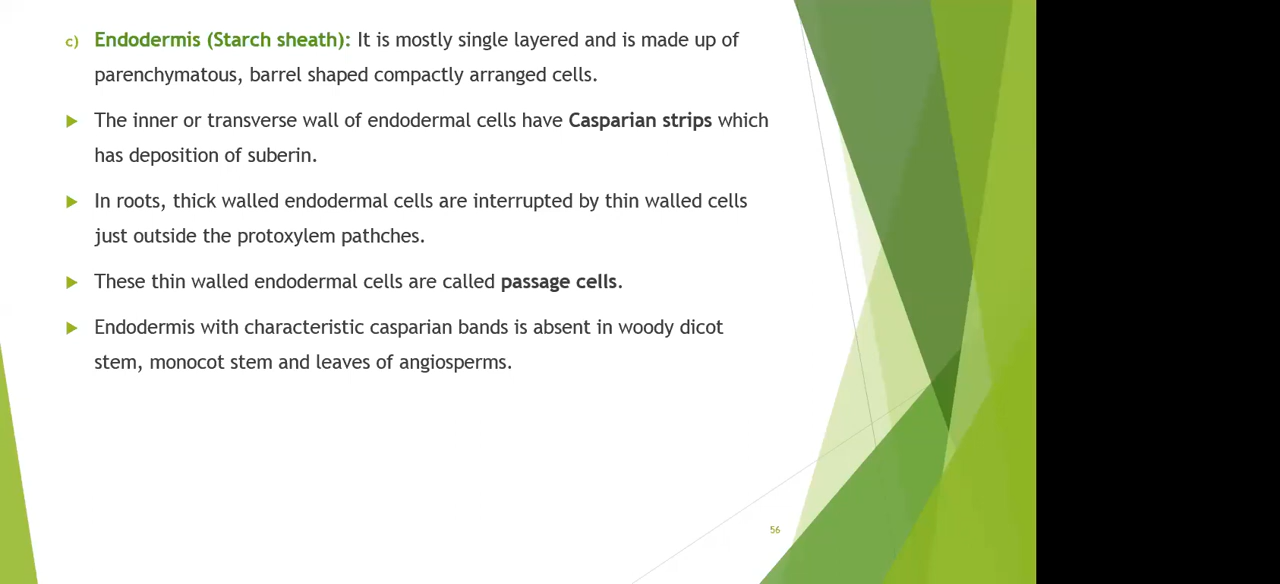 c) Endodermis (Starch sheath): It is mostly single layered and is made up of
parenchymatous, barrel shaped compactly arranged cells.
The inner or transverse wall of endodermal cells have Casparian strips which
has deposition of suberin.
In roots, thick walled endodermal cells are interrupted by thin walled cells
just outside the protoxylem pathches.
These thin walled endodermal cells are called passage cells.
Endodermis with characteristic casparian bands is absent in woody dicot
stem, monocot stem and leaves of angiosperms.
56